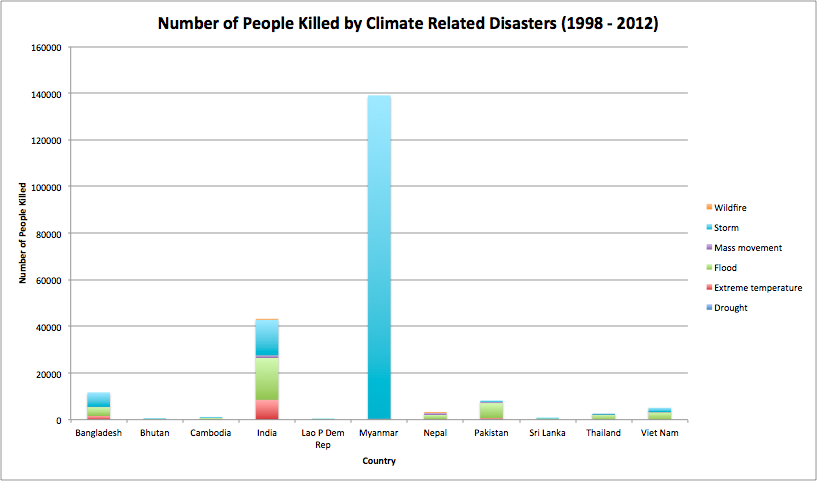 Number of People Killed by Climate Related Disasters (1998 - 2012)
160000
140000
120000
100000
80000
60000
40000
20000
0
Number of People Killed
Bangladesh
Bhutan
Cambodia
India
Lao P Dem
Rep
Myanmar
Nepal
Pakistan
Sri Lanka
Thailand
Viet Nam
Country
Wildfire
Storm
Mass movement
Flood
Extreme temperature
Drought